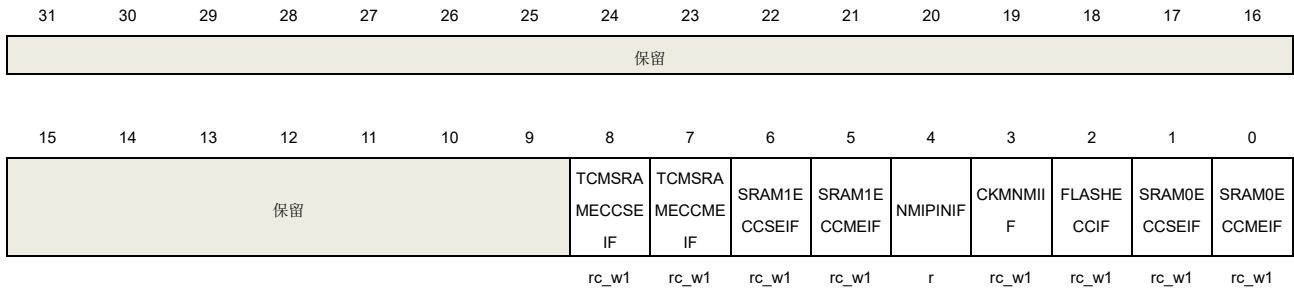 31 30 29 28 27 26 25 24 23 22 21 20 19 18 17 16
保留
15 14 13 12 11 10 9 8 7 6 5 4 3 2 1 0
保留
TCMSRA
MECCSE
IF
TCMSRA
MECCME
IF
SRAM1E
CCSEIF
SRAM1E
CCMEIF
NMIPINIF
CKMNMII
F
FLASHE
CCIF
SRAM0E
CCSEIF
SRAM0E
CCMEIF
rc_w1 rc_w1 rc_w1 rc_w1 r rc_w1 rc_w1 rc_w1 rc_w1